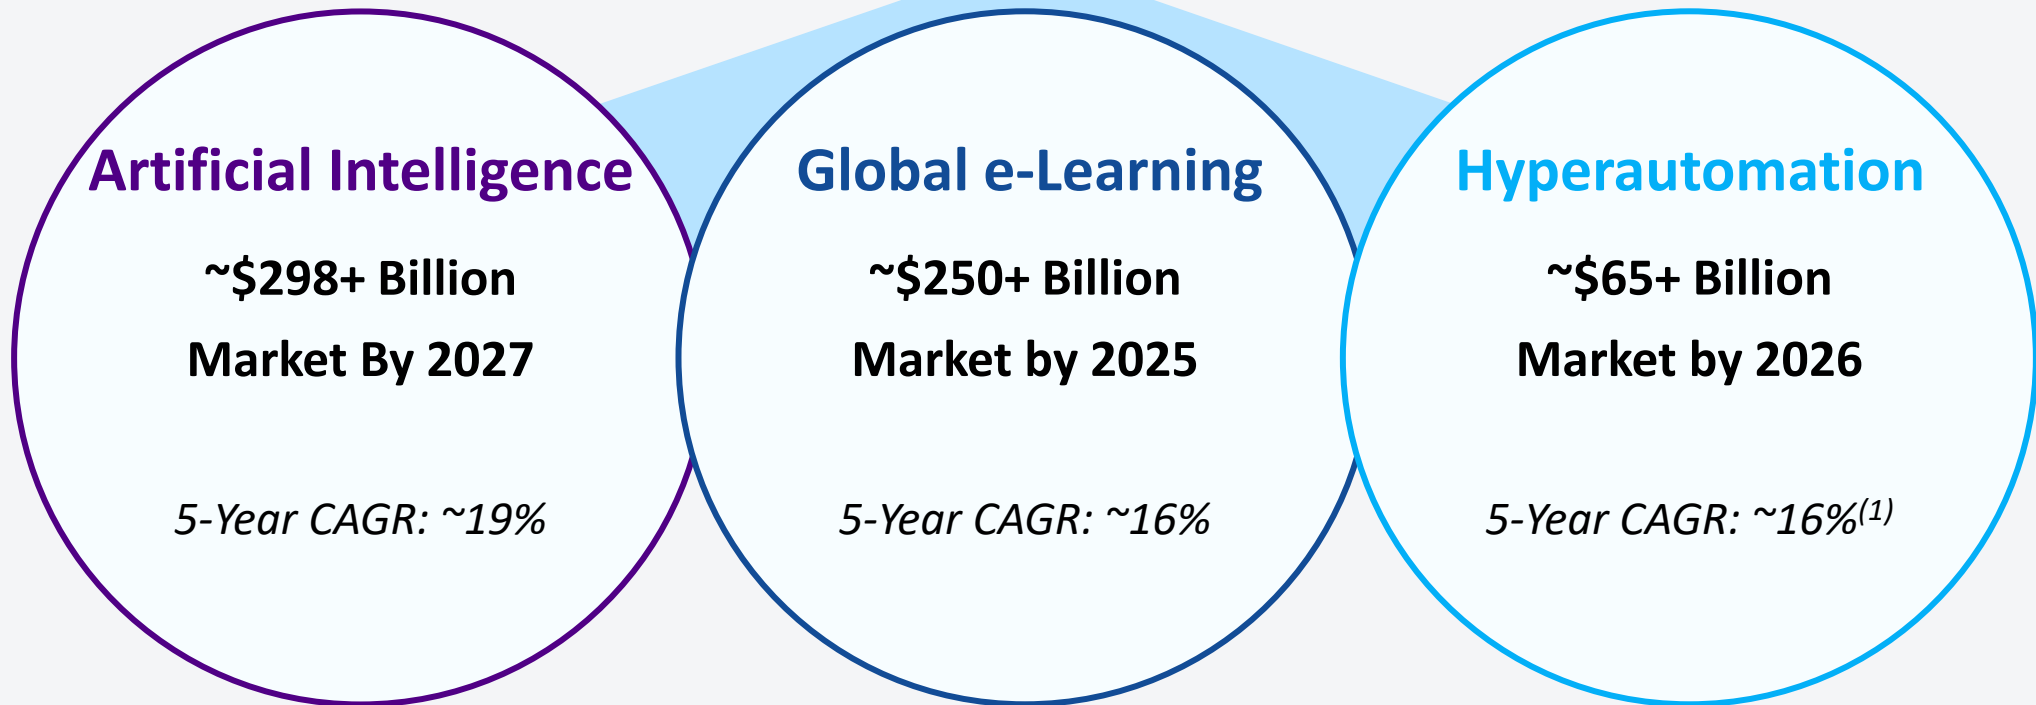 Artificial Intelligence
~$298+ Billion
Market By 2027
5-Year CAGR: ~19%
Global e-Learning
~$250+ Billion
Market by 2025
5-Year CAGR: ~16%
Hyperautomation
~$65+ Billion
Market by 2026
5-Year CAGR: ~16%(1)